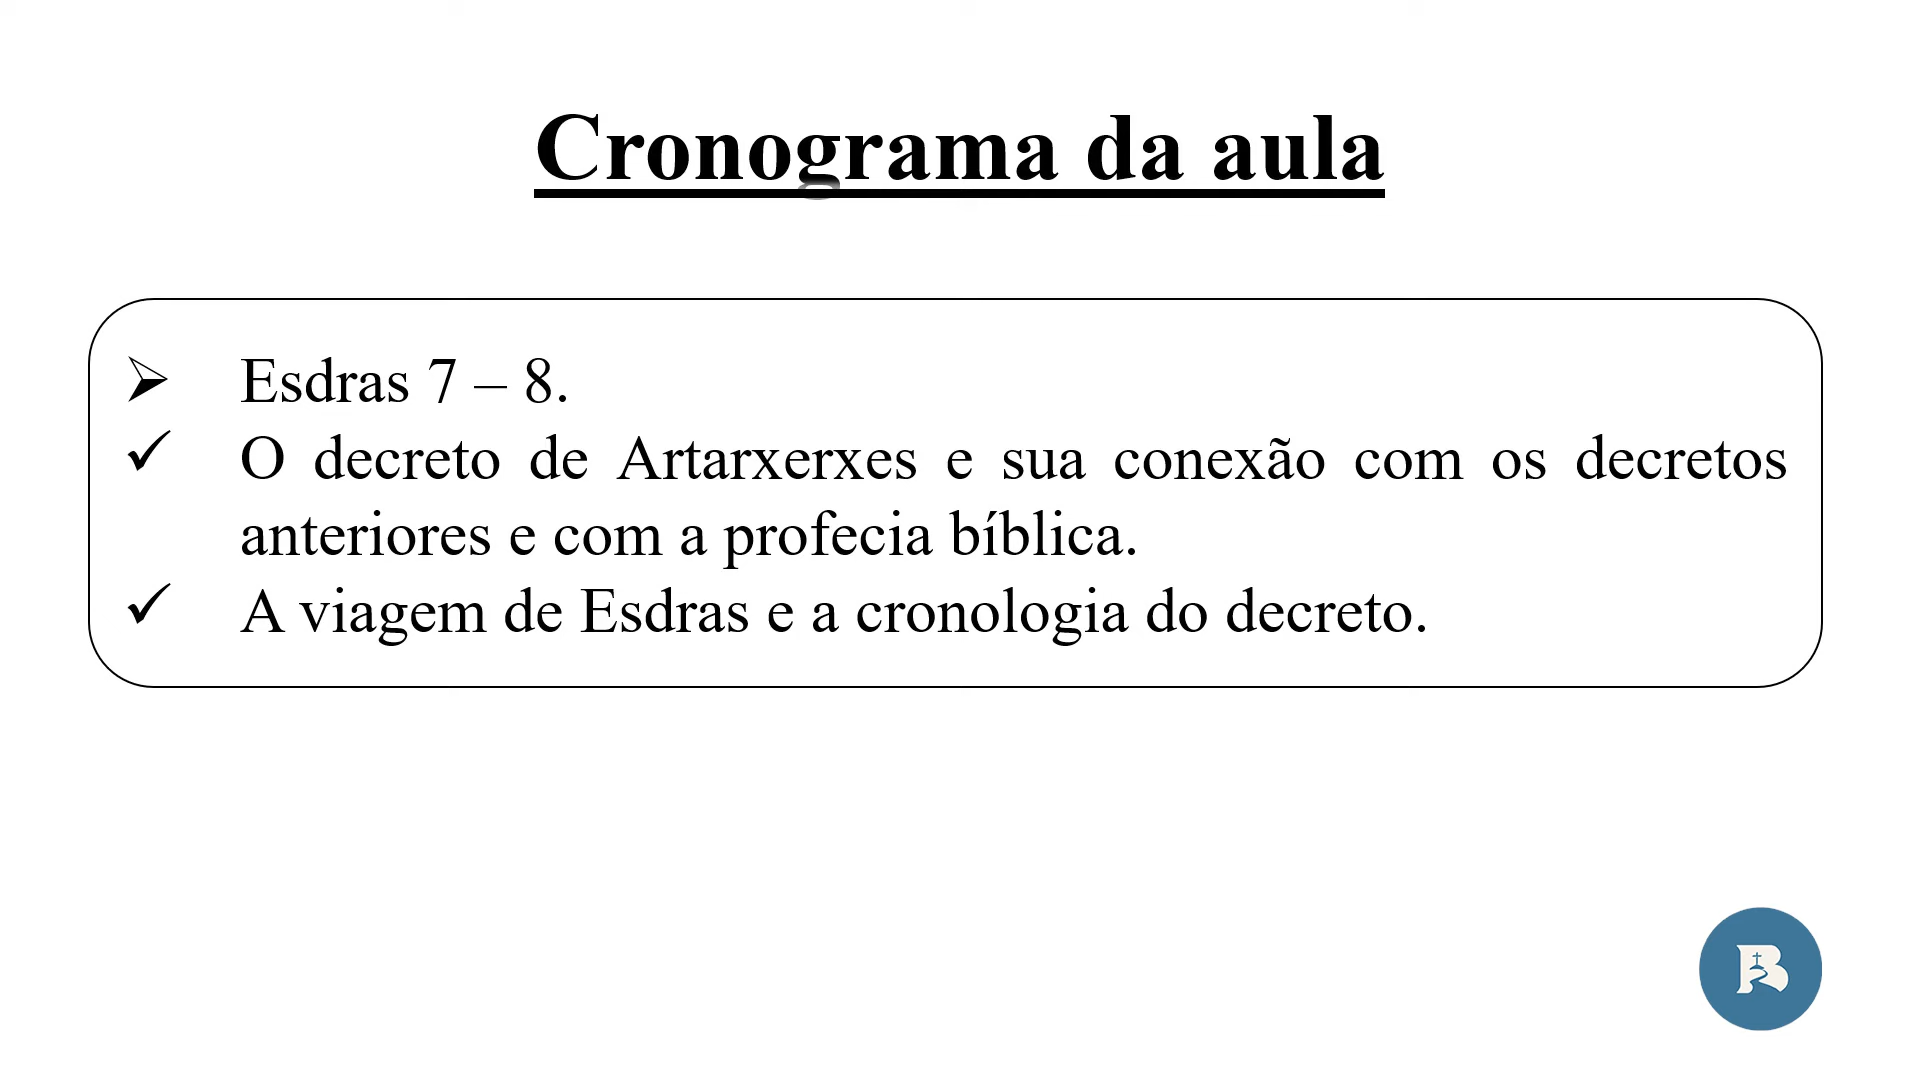 Cronograma da aula
Esdras 7 – 8.
O decreto de Artarxerxes e sua conexão com os decretos
anteriores e com a profecia bíblica.
A viagem de Esdras e a cronologia do decreto.
B